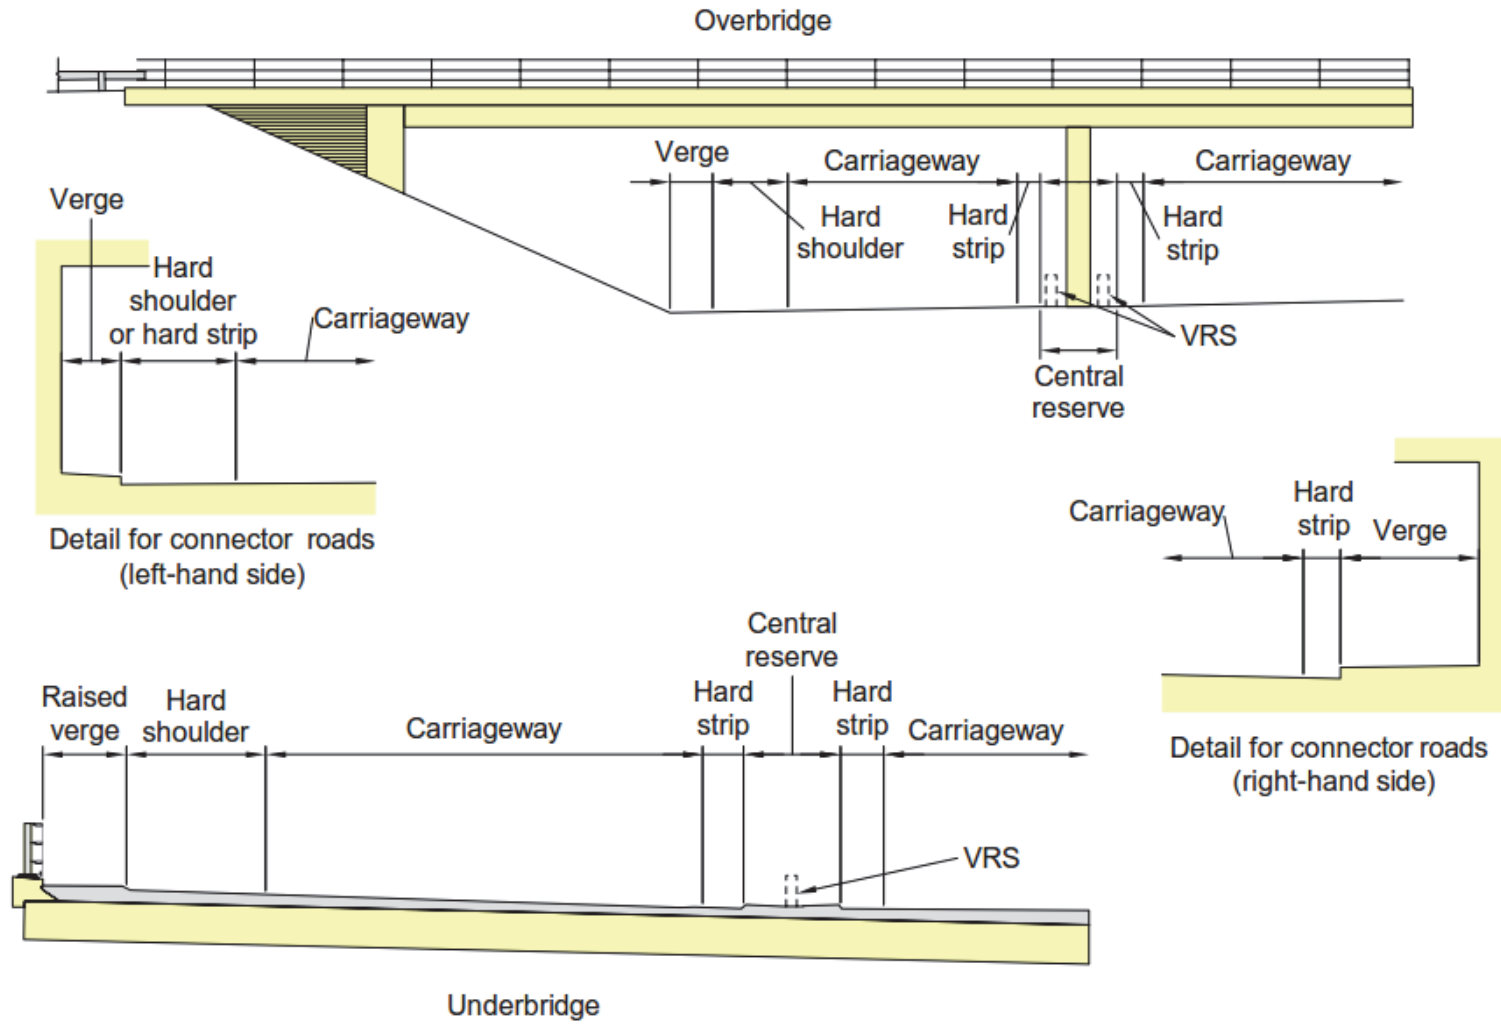 Overbridge
Verge
Carriageway
Carriageway
Hard
shoulder
Hard
strip
Hard
strip
VRS
Central
reserve
Verge
Hard
shoulder
or hard strip
Carriageway
Detail for connector roads
(left-hand side)
Carriageway
Hard
strip
Verge
Detail for connector roads
(right-hand side)
Raised
verge
Hard
shoulder
Carriageway
Hard
strip
Central
reserve
Hard
strip
Carriageway
VRS
Underbridge